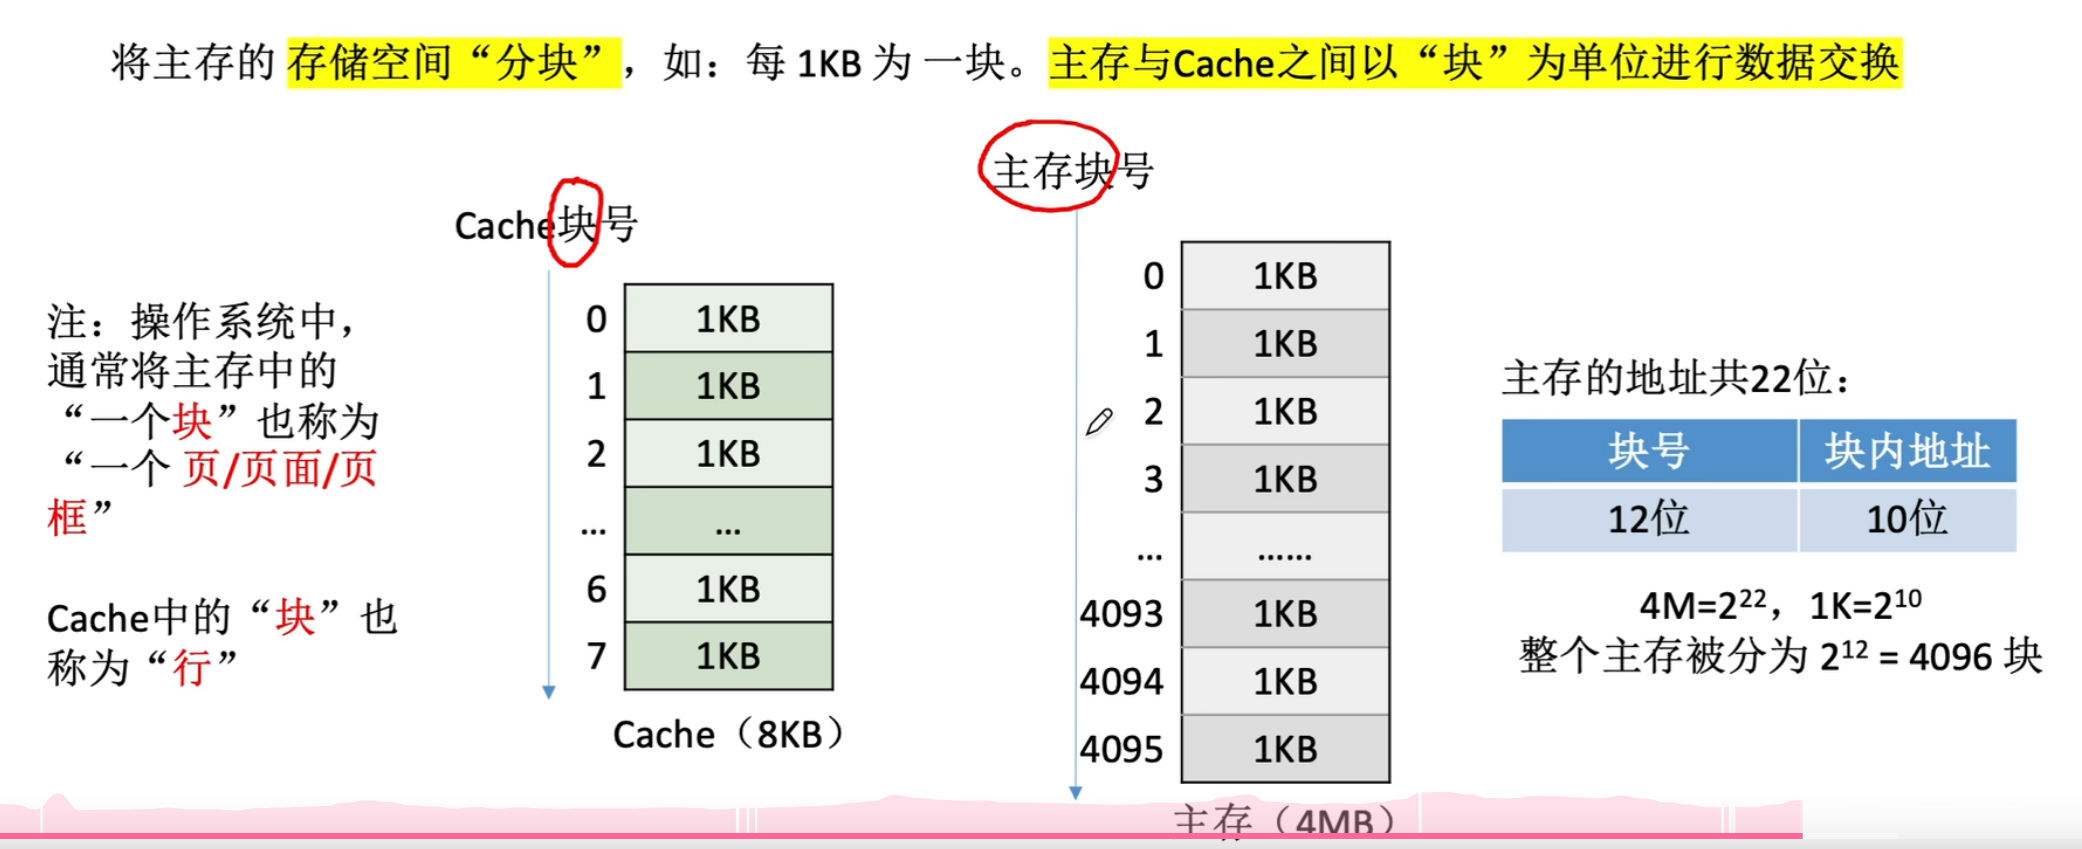 将主存的 存储空间“分块”，如：每 1KB 为 一块。主存与Cache之间以“块”为单位进行数据交换
主存块号
Cache块号
注：操作系统中，
通常将主存中的
“一个块”也称为
“一个 页/页面/页
框”
Cache中的“块”也
称为“行”
0 1KB
1 1KB
2 1KB
... ...
6 1KB
7 1KB
Cache（8KB）
0 1KB
1 1KB
2 1KB
3 1KB
... ......
4093 1KB
4094 1KB
4095 1KB
主存（4MB）
主存的地址共22位：
块号 块内地址
12位 10位
4M=2²²，1K=2¹⁰
整个主存被分为 2¹² = 4096 块